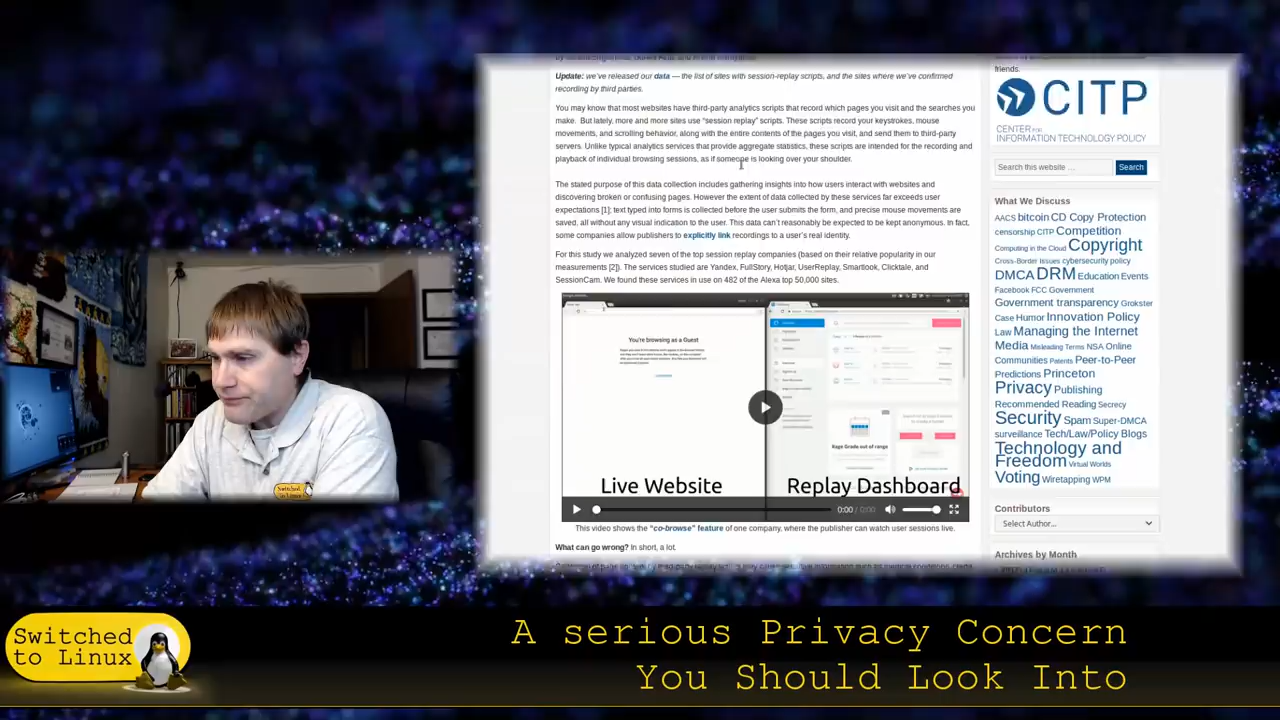 Update: we've released our data — the list of sites with session-replay scripts, and the sites where we've confirmed
recording by third parties.
You may know that most websites have third-party analytics scripts that record which pages you visit and the searches you
make. But lately, more and more sites use “session replay” scripts. These scripts record your keystrokes, mouse
movements, and scrolling behavior, along with the entire contents of the pages you visit, and send them to third-party
servers. Unlike typical analytics services that provide aggregate statistics, these scripts are intended for the recording and
playback of individual browsing sessions, as if someone is looking over your shoulder.
The stated purpose of this data collection includes gathering insights into how users interact with websites and
discovering broken or confusing pages. However the extent of data collected by these services far exceeds user
expectations [1]; text typed into forms is collected before the user submits the form, and precise mouse movements are
saved, all without any visual indication to the user. This data can't reasonably be expected to be kept anonymous. In fact,
some companies allow publishers to explicitly link recordings to a user's real identity.
For this study we analyzed seven of the top session replay companies (based on their relative popularity in our
measurements [2]). The services studied are Yandex, FullStory, Hotjar, UserReplay, Smartlook, Clicktale, and
SessionCam. We found these services in use on 482 of the Alexa top 50,000 sites.
You're browsing as a Guest
Live Website
Replay Dashboard
0:00 / 0:00
This video shows the “co-browse” feature of one company, where the publisher can watch user sessions live.
What can go wrong? In short, a lot.
friends.
CITP
CENTER FOR
INFORMATION TECHNOLOGY POLICY
Search this website …
Search
What We Discuss
AACS bitcoin CD Copy Protection
censorship CITP Competition
Computing in the Cloud Copyright
Cross-Border Issues cybersecurity policy
DMCA DRM Education Events
Facebook FCC Government
Government transparency Grokster
Case Humor Innovation Policy
Law Managing the Internet
Media Misleading Terms NSA Online
Communities Patents Peer-to-Peer
Predictions Princeton
Privacy Publishing
Recommended Reading Secrecy
Security Spam Super-DMCA
surveillance Tech/Law/Policy Blogs
Technology and
Freedom Virtual Worlds
Voting Wiretapping WPM
Contributors
Select Author...
Archives by Month
Switched
to Linux
A serious Privacy Concern
You Should Look Into